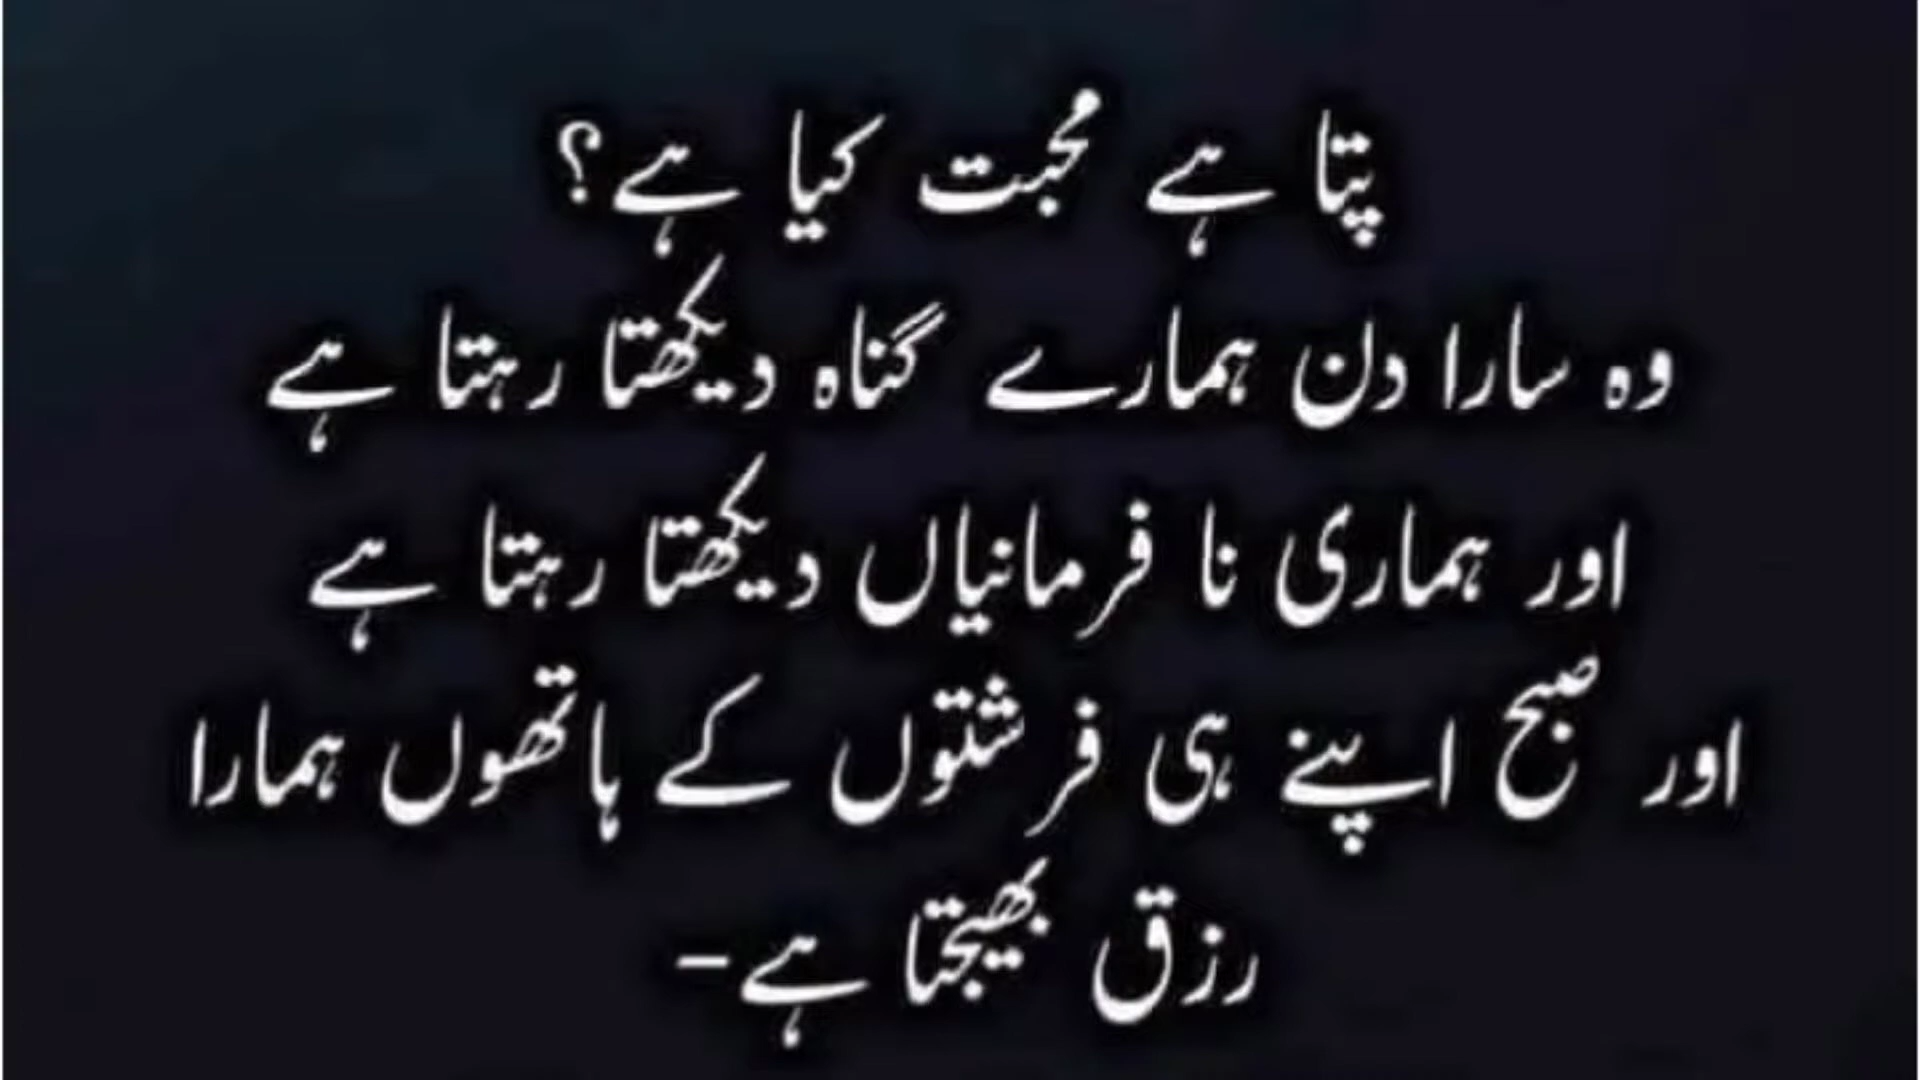 پتا ہے محبت کیا ہے؟
وہ سارا دن ہمارے گناہ دیکھتا رہتا ہے
اور ہماری نا فرمانیاں دیکھتا رہتا ہے
اور صبح اپنے ہی فرشتوں کے ہاتھوں ہمارا
رزق بھیجتا ہے-